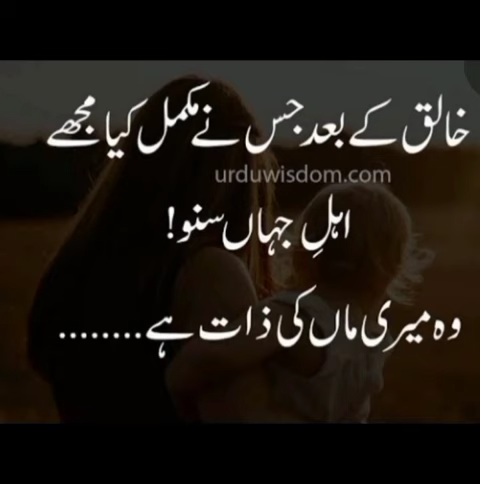 خالق کے بعد جس نے مکمل کیا مجھے
urduwisdom.com
اہلِ جہاں سنو!
وہ میری ماں کی ذات ہے........